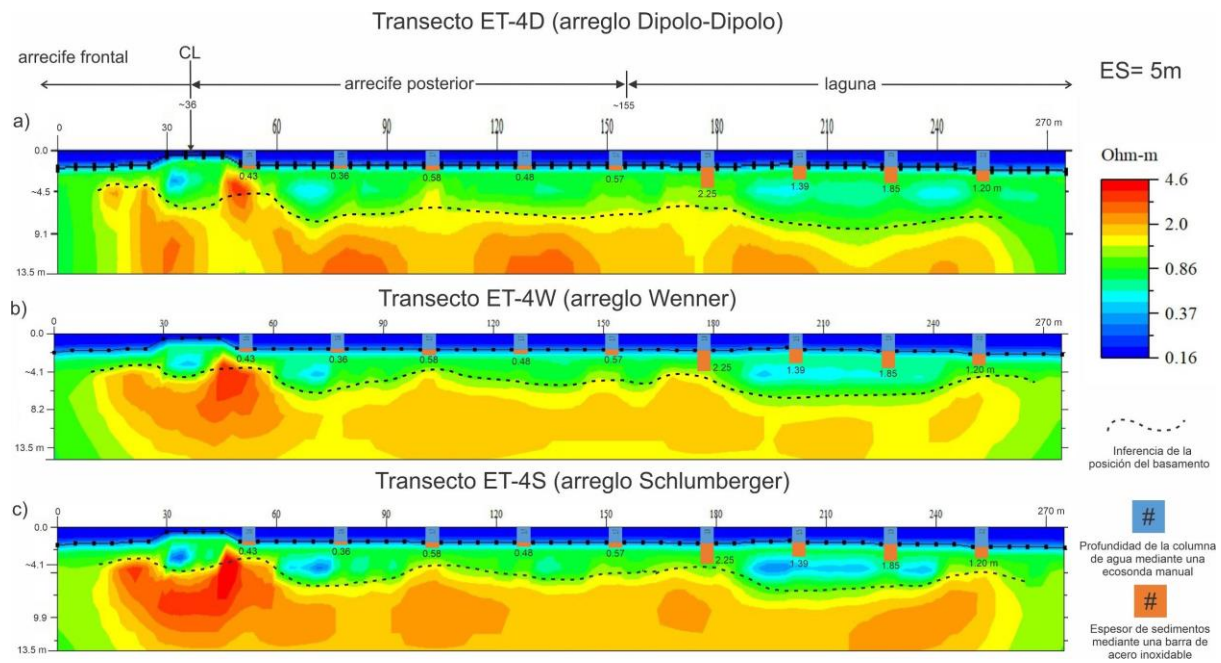 Transecto ET-4D (arreglo Dipolo-Dipolo)
arrecife frontal
CL
arrecife posterior
laguna
ES= 5m
~36
~155
a)
0 30 60 90 120 150 180 210 240 270 m
0.0
−4.5
9.1
13.5 m
0.43 0.36 0.58 0.48 0.57 2.25 1.39 1.85 1.20 m
Ohm-m
4.6
2.0
0.86
0.37
0.16
Transecto ET-4W (arreglo Wenner)
b)
0 30 60 90 120 150 180 210 240 270 m
0.0
−4.1
8.2
13.5 m
0.43 0.36 0.58 0.48 0.57 2.25 1.39 1.85 1.20 m
Inferencia de la
posición del basamento
Transecto ET-4S (arreglo Schlumberger)
c)
0 30 60 90 120 150 180 210 240 270 m
0.0
−4.1
9.9
13.5 m
0.43 0.36 0.58 0.48 0.57 2.25 1.39 1.85 1.20 m
#
Profundidad de la columna
de agua mediante una
ecosonda manual
#
Espesor de sedimentos
mediante una barra de
acero inoxidable